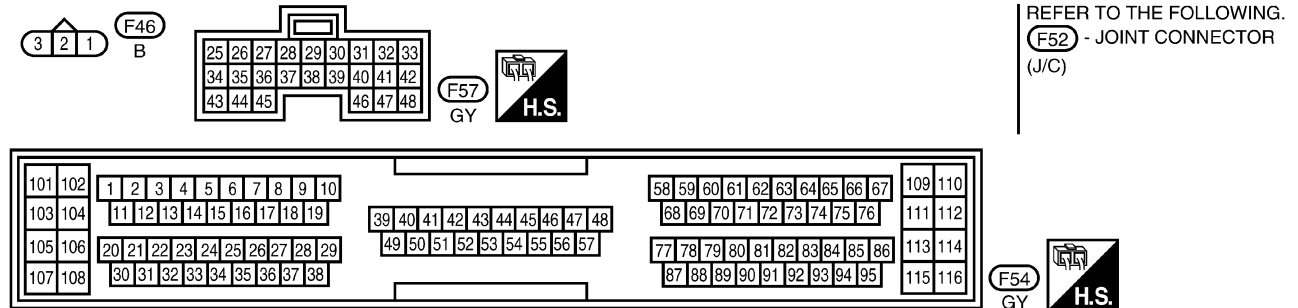 3 2 1
F46
B
25 26 27 28 29 30 31 32 33
34 35 36 37 38 39 40 41 42
43 44 45 46 47 48
F57
GY
H.S.
REFER TO THE FOLLOWING.
F52 - JOINT CONNECTOR
(J/C)
101 102
103 104
105 106
107 108
1 2 3 4 5 6 7 8 9 10
11 12 13 14 15 16 17 18 19
20 21 22 23 24 25 26 27 28 29
30 31 32 33 34 35 36 37 38
39 40 41 42 43 44 45 46 47 48
49 50 51 52 53 54 55 56 57
58 59 60 61 62 63 64 65 66 67
68 69 70 71 72 73 74 75 76
77 78 79 80 81 82 83 84 85 86
87 88 89 90 91 92 93 94 95
109 110
111 112
113 114
115 116
F54
GY
H.S.